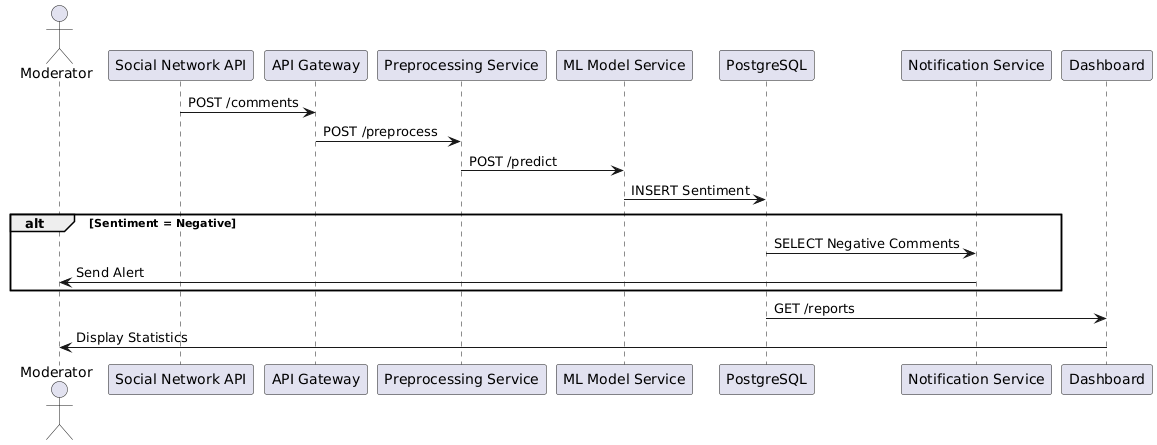 Moderator
Social Network API
API Gateway
Preprocessing Service
ML Model Service
PostgreSQL
Notification Service
Dashboard
POST /comments
POST /preprocess
POST /predict
INSERT Sentiment
alt [Sentiment = Negative]
SELECT Negative Comments
Send Alert
GET /reports
Display Statistics
Moderator
Social Network API
API Gateway
Preprocessing Service
ML Model Service
PostgreSQL
Notification Service
Dashboard